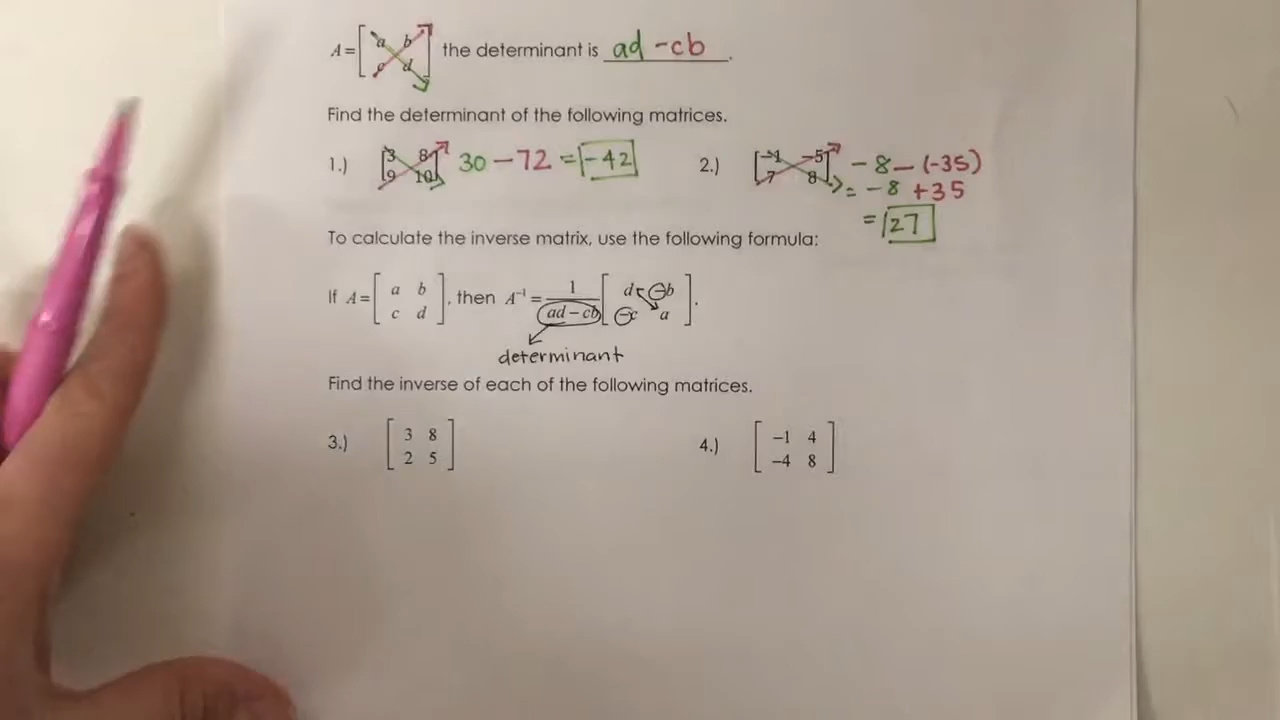 A = [ a b the determinant is ad - cb .
c d ]
Find the determinant of the following matrices.
1.) [ 3 8 30 - 72 = -42
9 10 ]
2.) [ -1 -5 - 8 - (-35)
7 8 ] = - 8 + 35
= 27
To calculate the inverse matrix, use the following formula:
If A = [ a b , then A⁻¹ = 1 [ d -b .
c d ] ad - cb -c a ]
determinant
Find the inverse of each of the following matrices.
3.) [ 3 8
2 5 ]
4.) [ -1 4
-4 8 ]